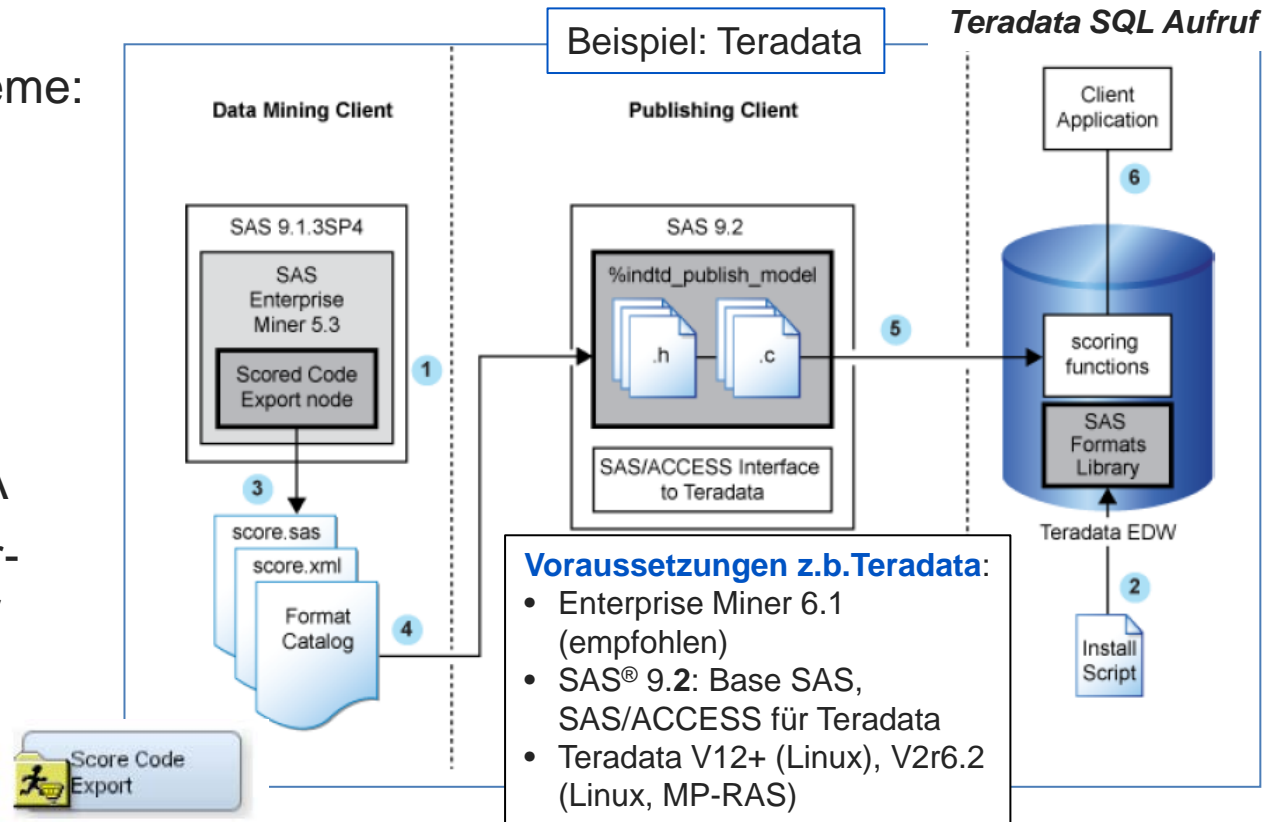 Teradata SQL Aufruf
Beispiel: Teradata
eme:
A
r-
Data Mining Client
SAS 9.1.3SP4
SAS
Enterprise
Miner 5.3
Scored Code
Export node
1
3
score.sas
score.xml
Format
Catalog
4
Score Code
Export
Publishing Client
SAS 9.2
%indtd_publish_model
.h
.c
5
SAS/ACCESS Interface
to Teradata
Voraussetzungen z.b.Teradata:
• Enterprise Miner 6.1
(empfohlen)
• SAS® 9.2: Base SAS,
SAS/ACCESS für Teradata
• Teradata V12+ (Linux), V2r6.2
(Linux, MP-RAS)
Client
Application
6
scoring
functions
SAS
Formats
Library
Teradata EDW
2
Install
Script